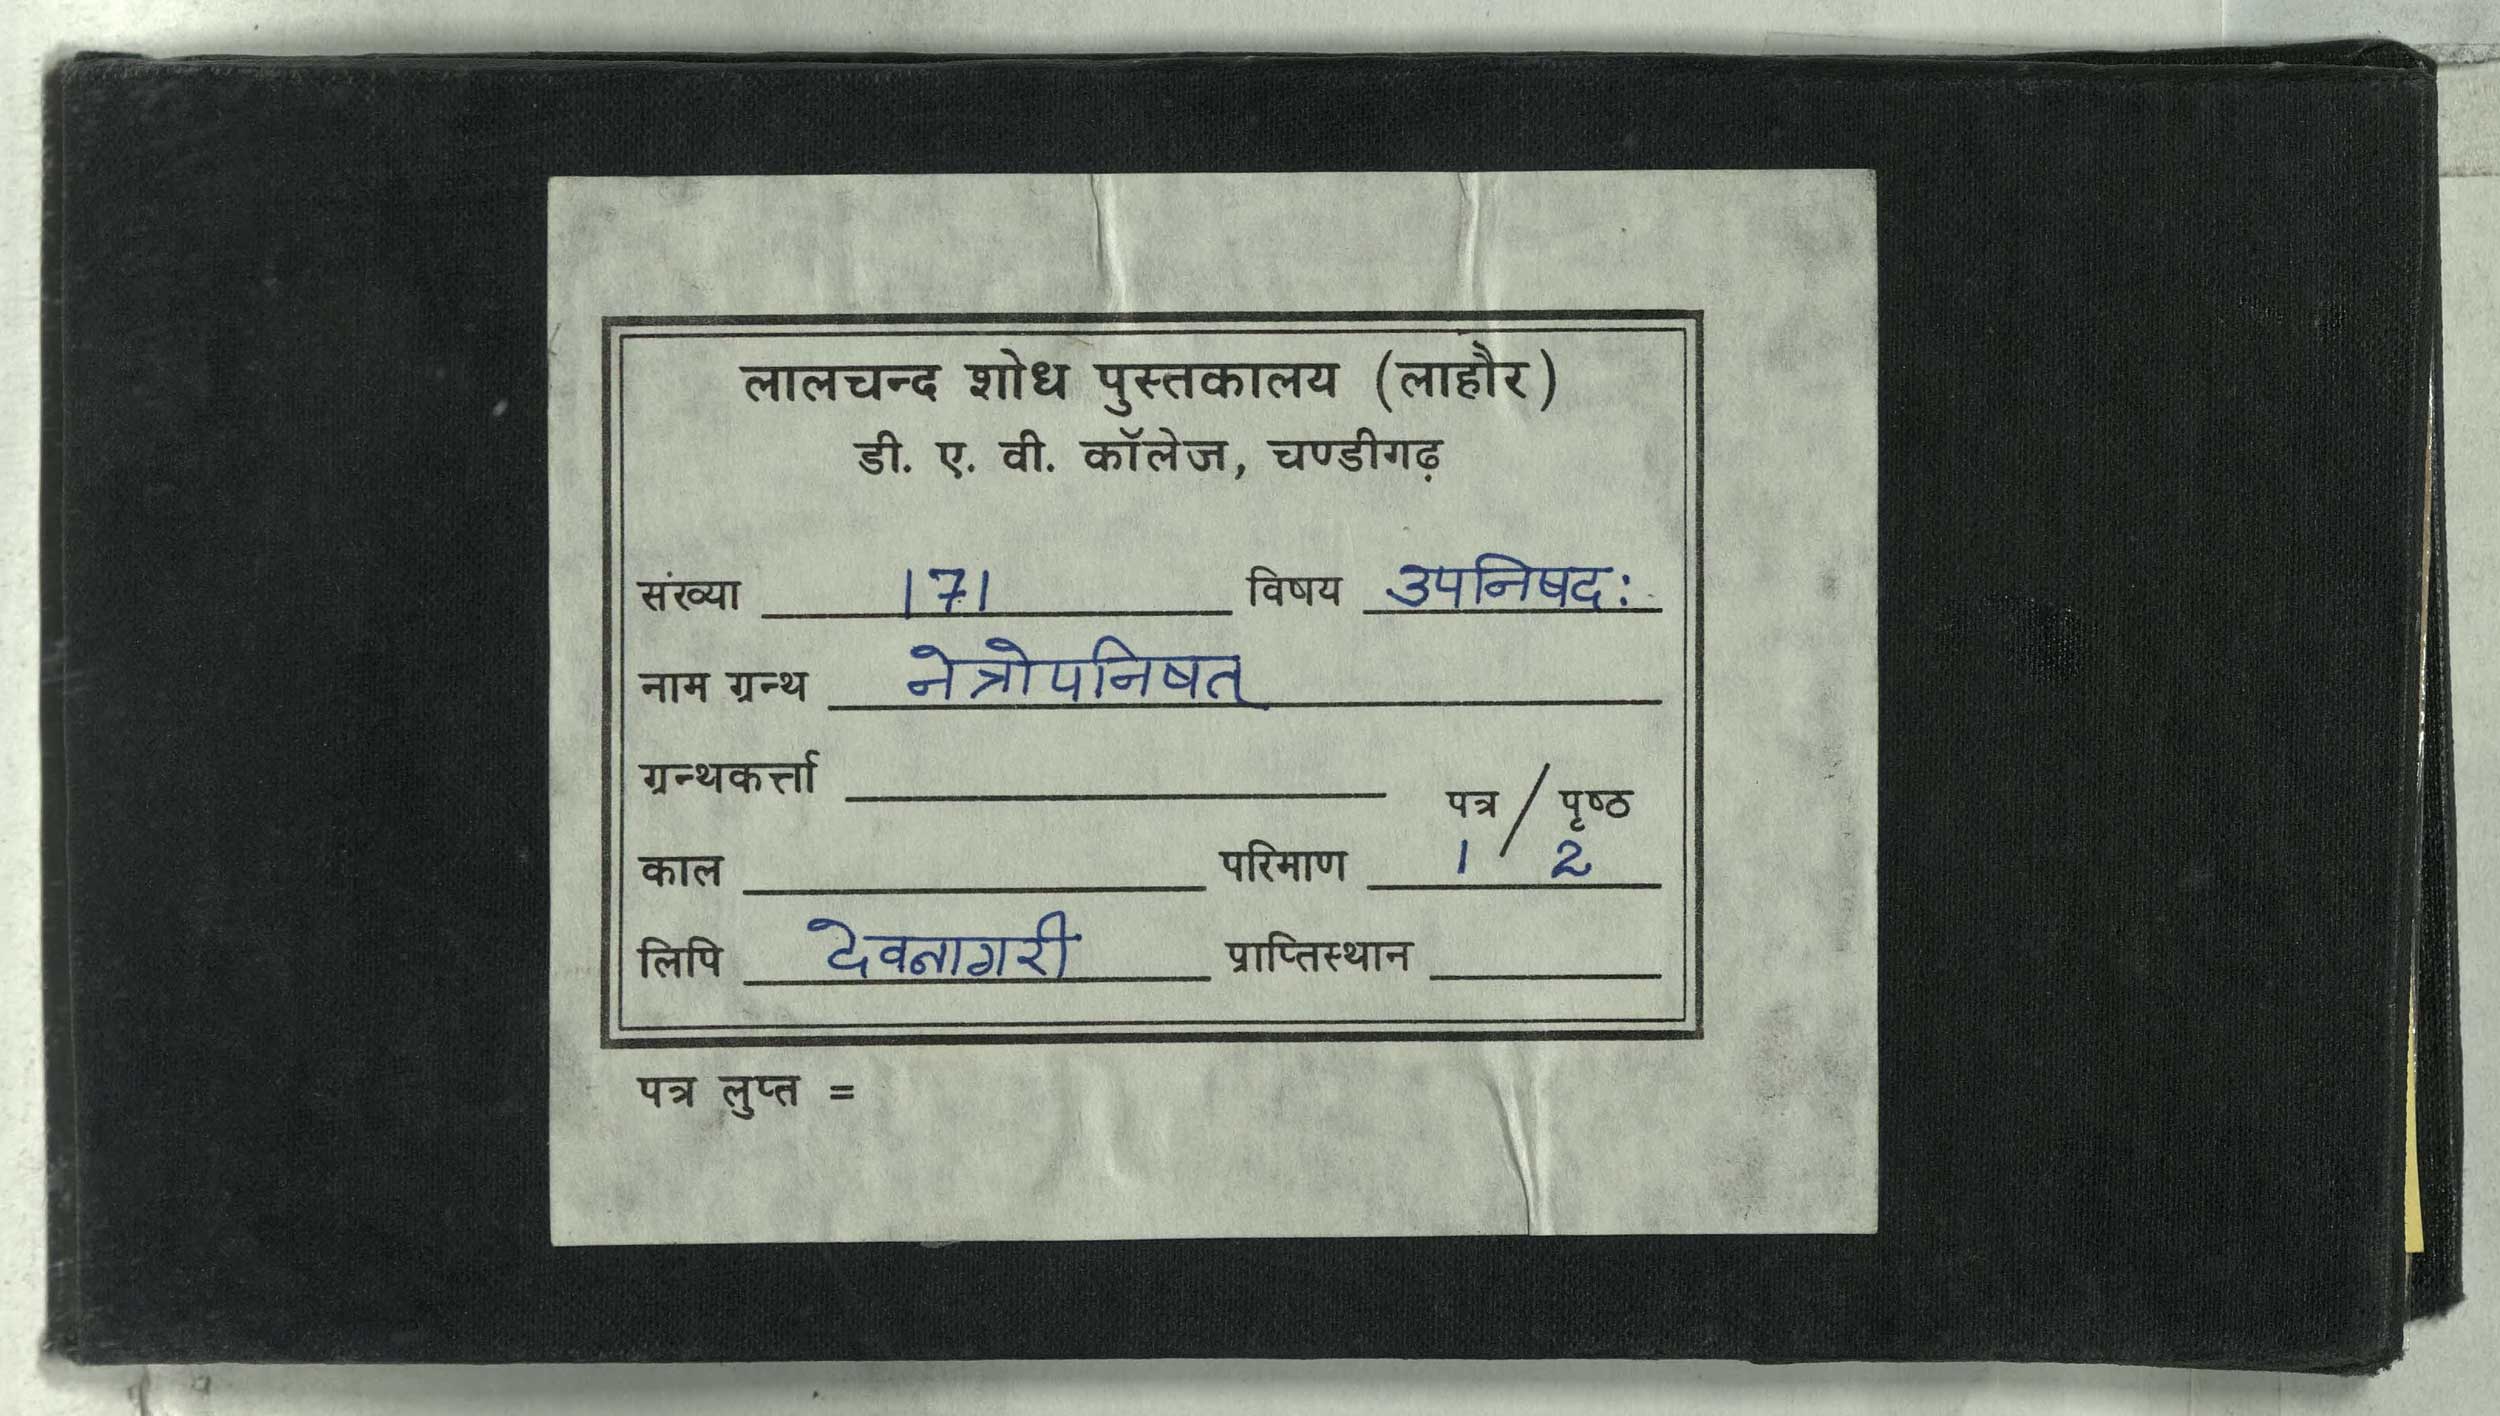 लालचन्द शोध पुस्तकालय (लाहौर)
डी. ए. वी. कॉलेज, चण्डीगढ़
संख्या 171 विषय उपनिषद:
नाम ग्रन्थ नेत्रोपनिषत्
ग्रन्थकर्त्ता पत्र / पृष्ठ
काल परिमाण 1 / 2
लिपि देवनागरी प्राप्तिस्थान
पत्र लुप्त =